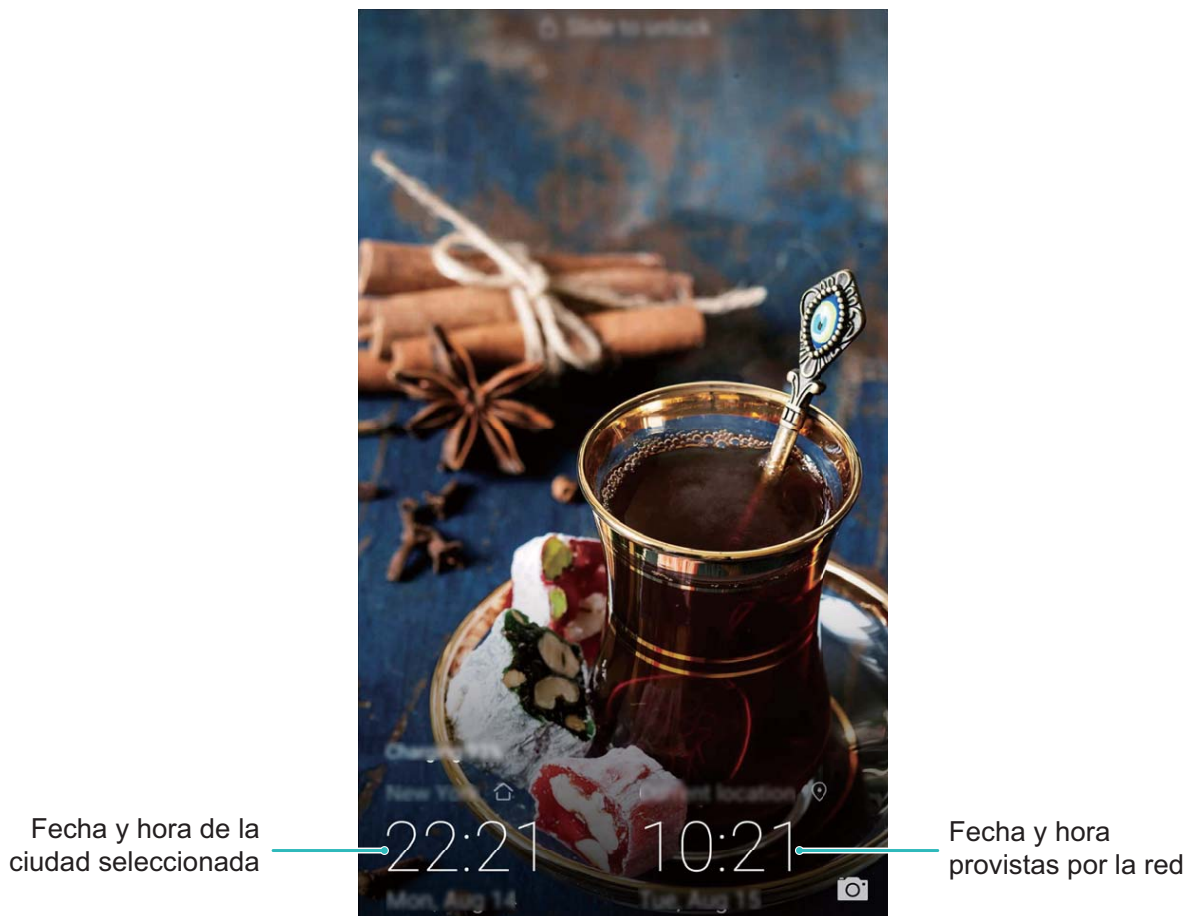 Slide to unlock
Charging 91%
New York
Current location
22:21
10:21
Mon, Aug 14
Tue, Aug 15
Fecha y hora de la
ciudad seleccionada
Fecha y hora
provistas por la red